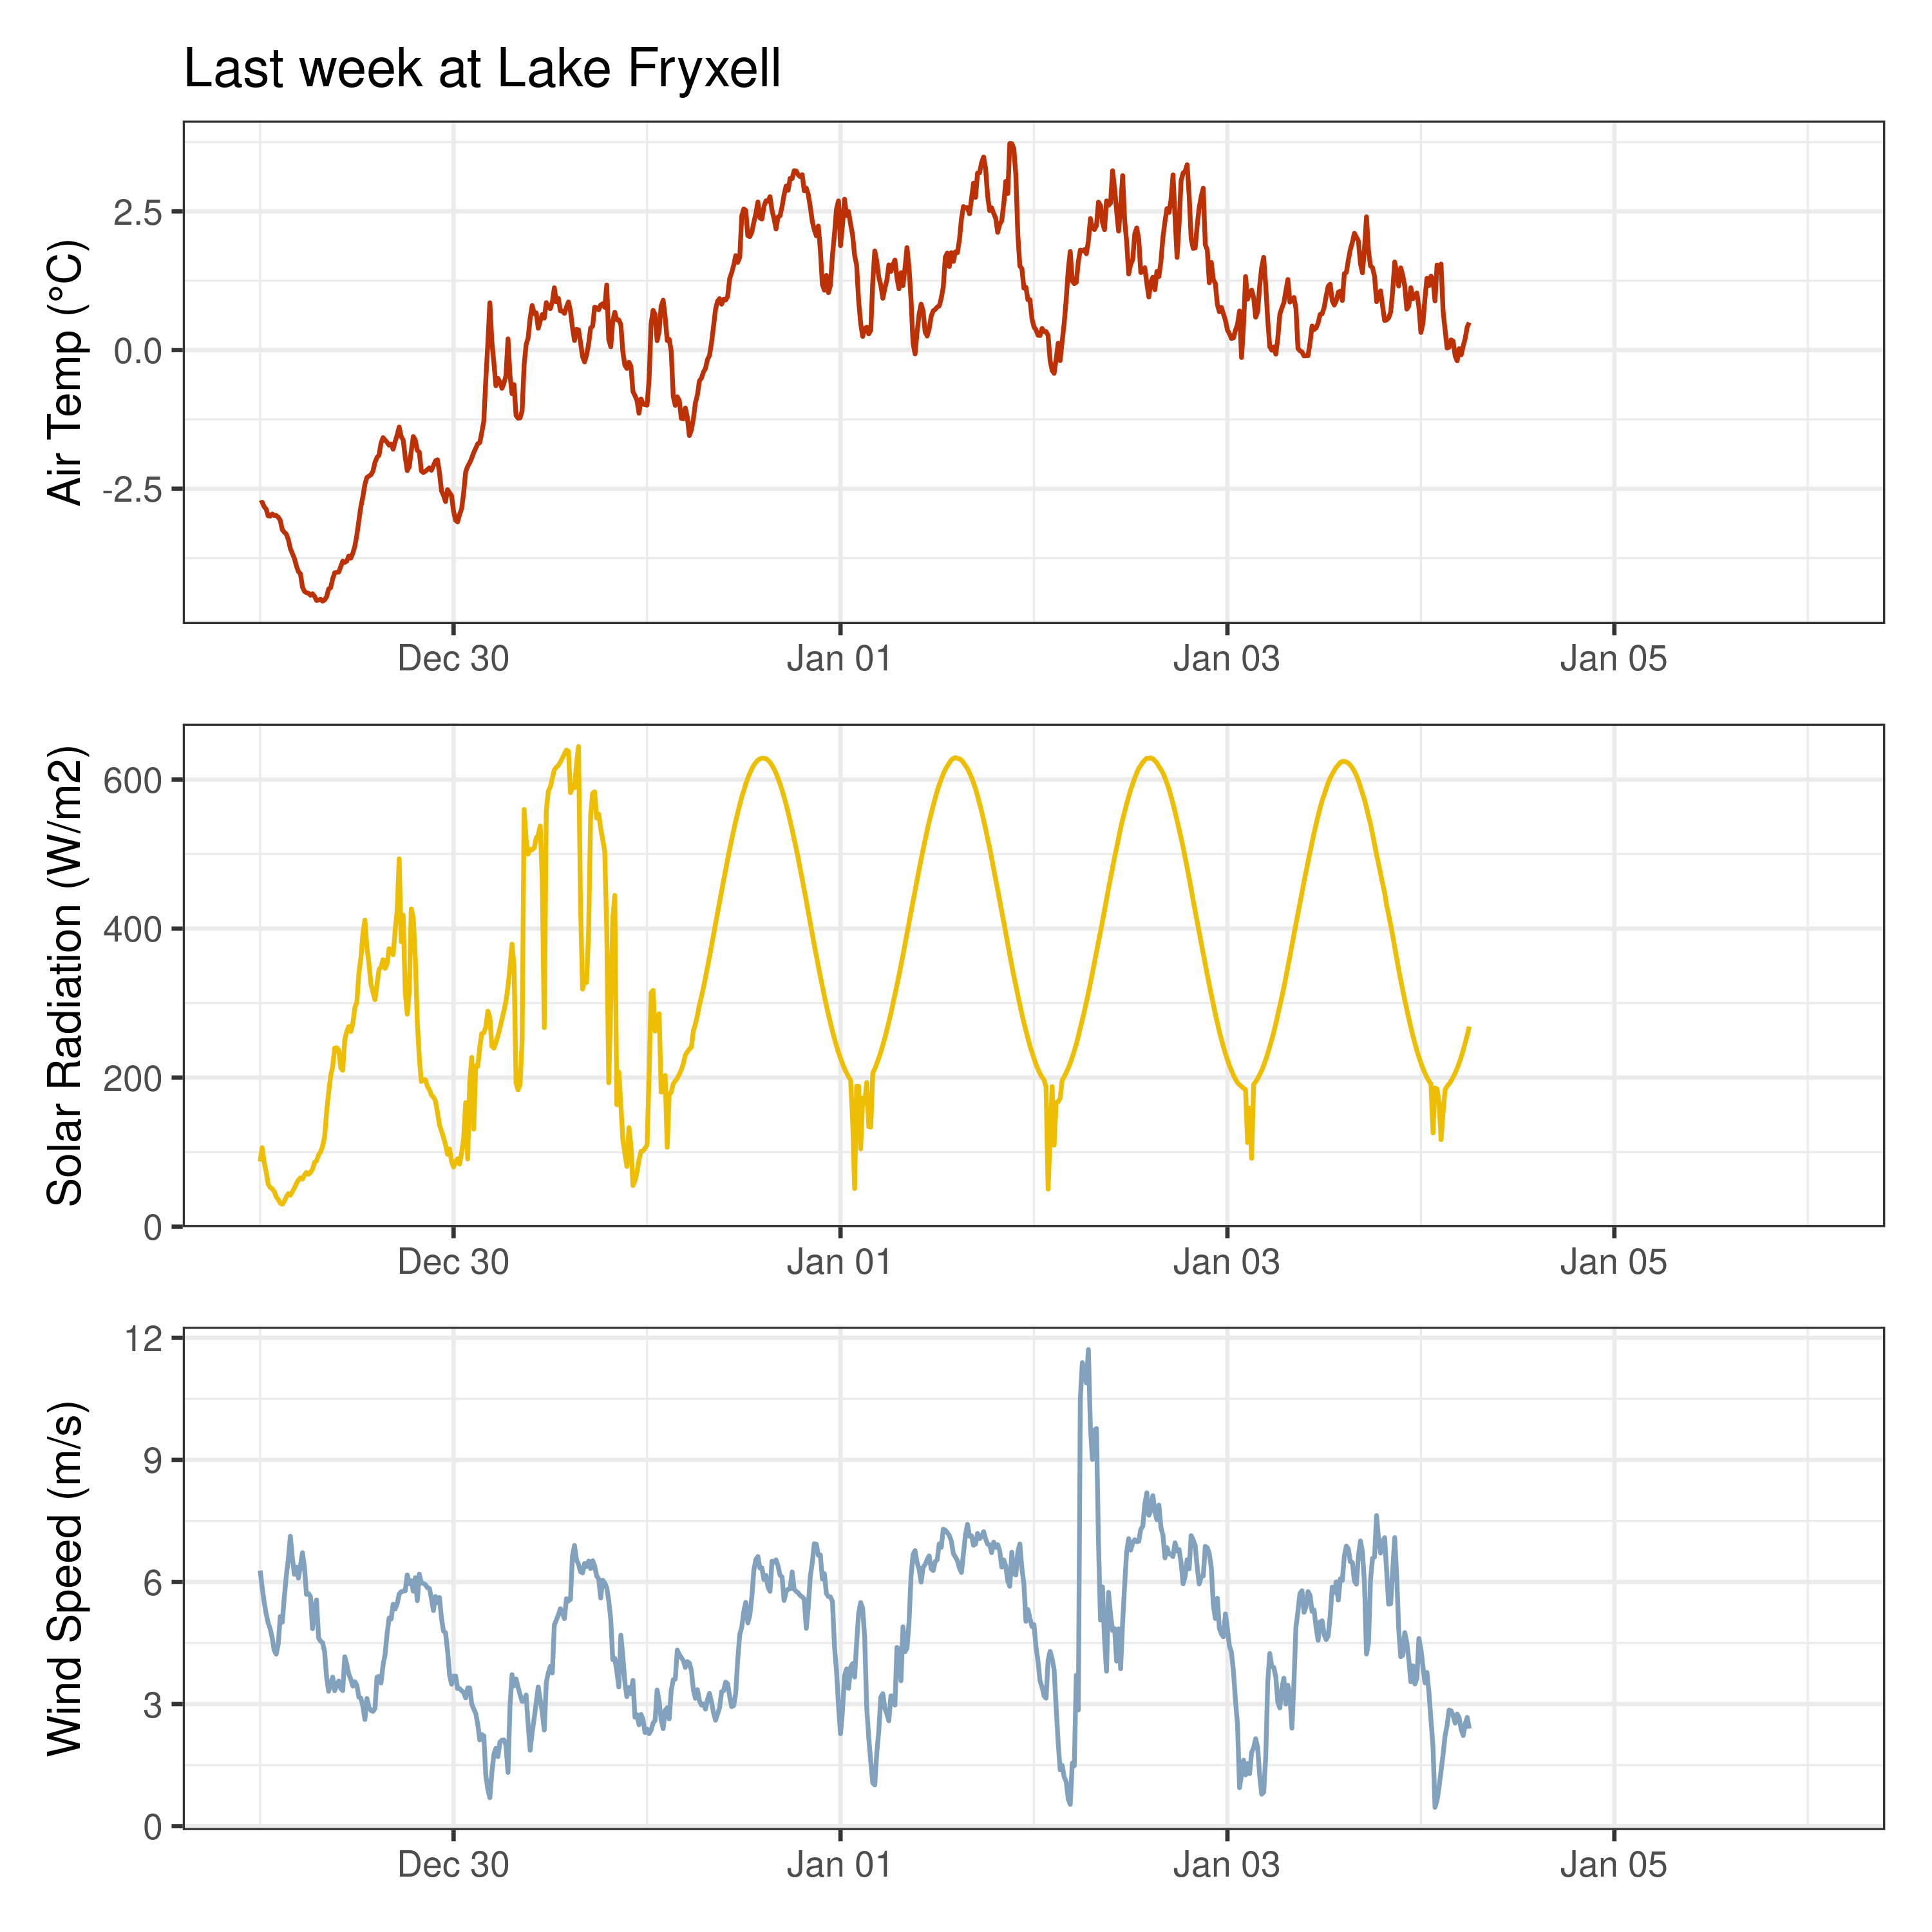 Last week at Lake Fryxell
Air Temp (°C)
2.5
0.0
-2.5
Dec 30 Jan 01 Jan 03 Jan 05
Solar Radiation (W/m2)
600
400
200
0
Dec 30 Jan 01 Jan 03 Jan 05
Wind Speed (m/s)
12
9
6
3
0
Dec 30 Jan 01 Jan 03 Jan 05